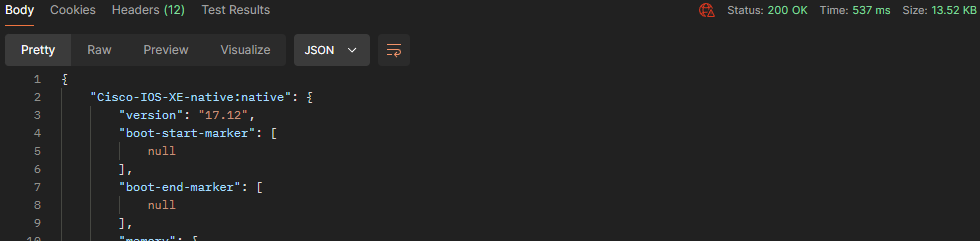 Body Cookies Headers (12) Test Results Status: 200 OK Time: 537 ms Size: 13.52 KB
Pretty Raw Preview Visualize JSON
1 {
2 "Cisco-IOS-XE-native:native": {
3 "version": "17.12",
4 "boot-start-marker": [
5 null
6 ],
7 "boot-end-marker": [
8 null
9 ],
10 "memory": {